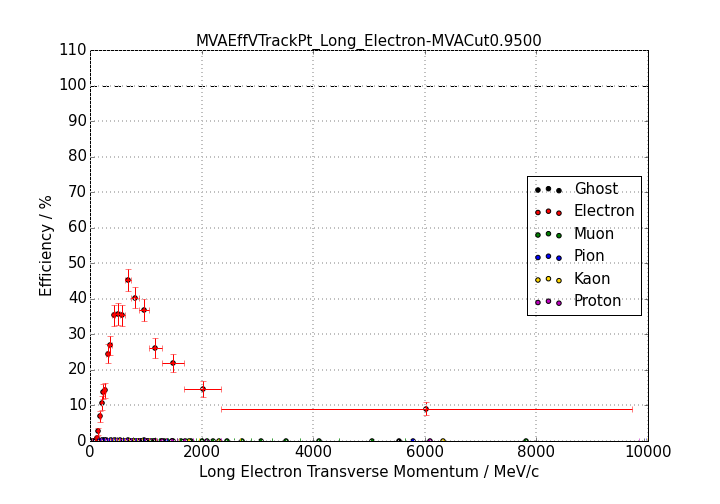 MVAEffVTrackPt_Long_Electron-MVACut0.9500
110
100
90
80
70
60
50
40
30
20
10
0
Efficiency / %
Ghost
Electron
Muon
Pion
Kaon
Proton
0 2000 4000 6000 8000 10000
Long Electron Transverse Momentum / MeV/c